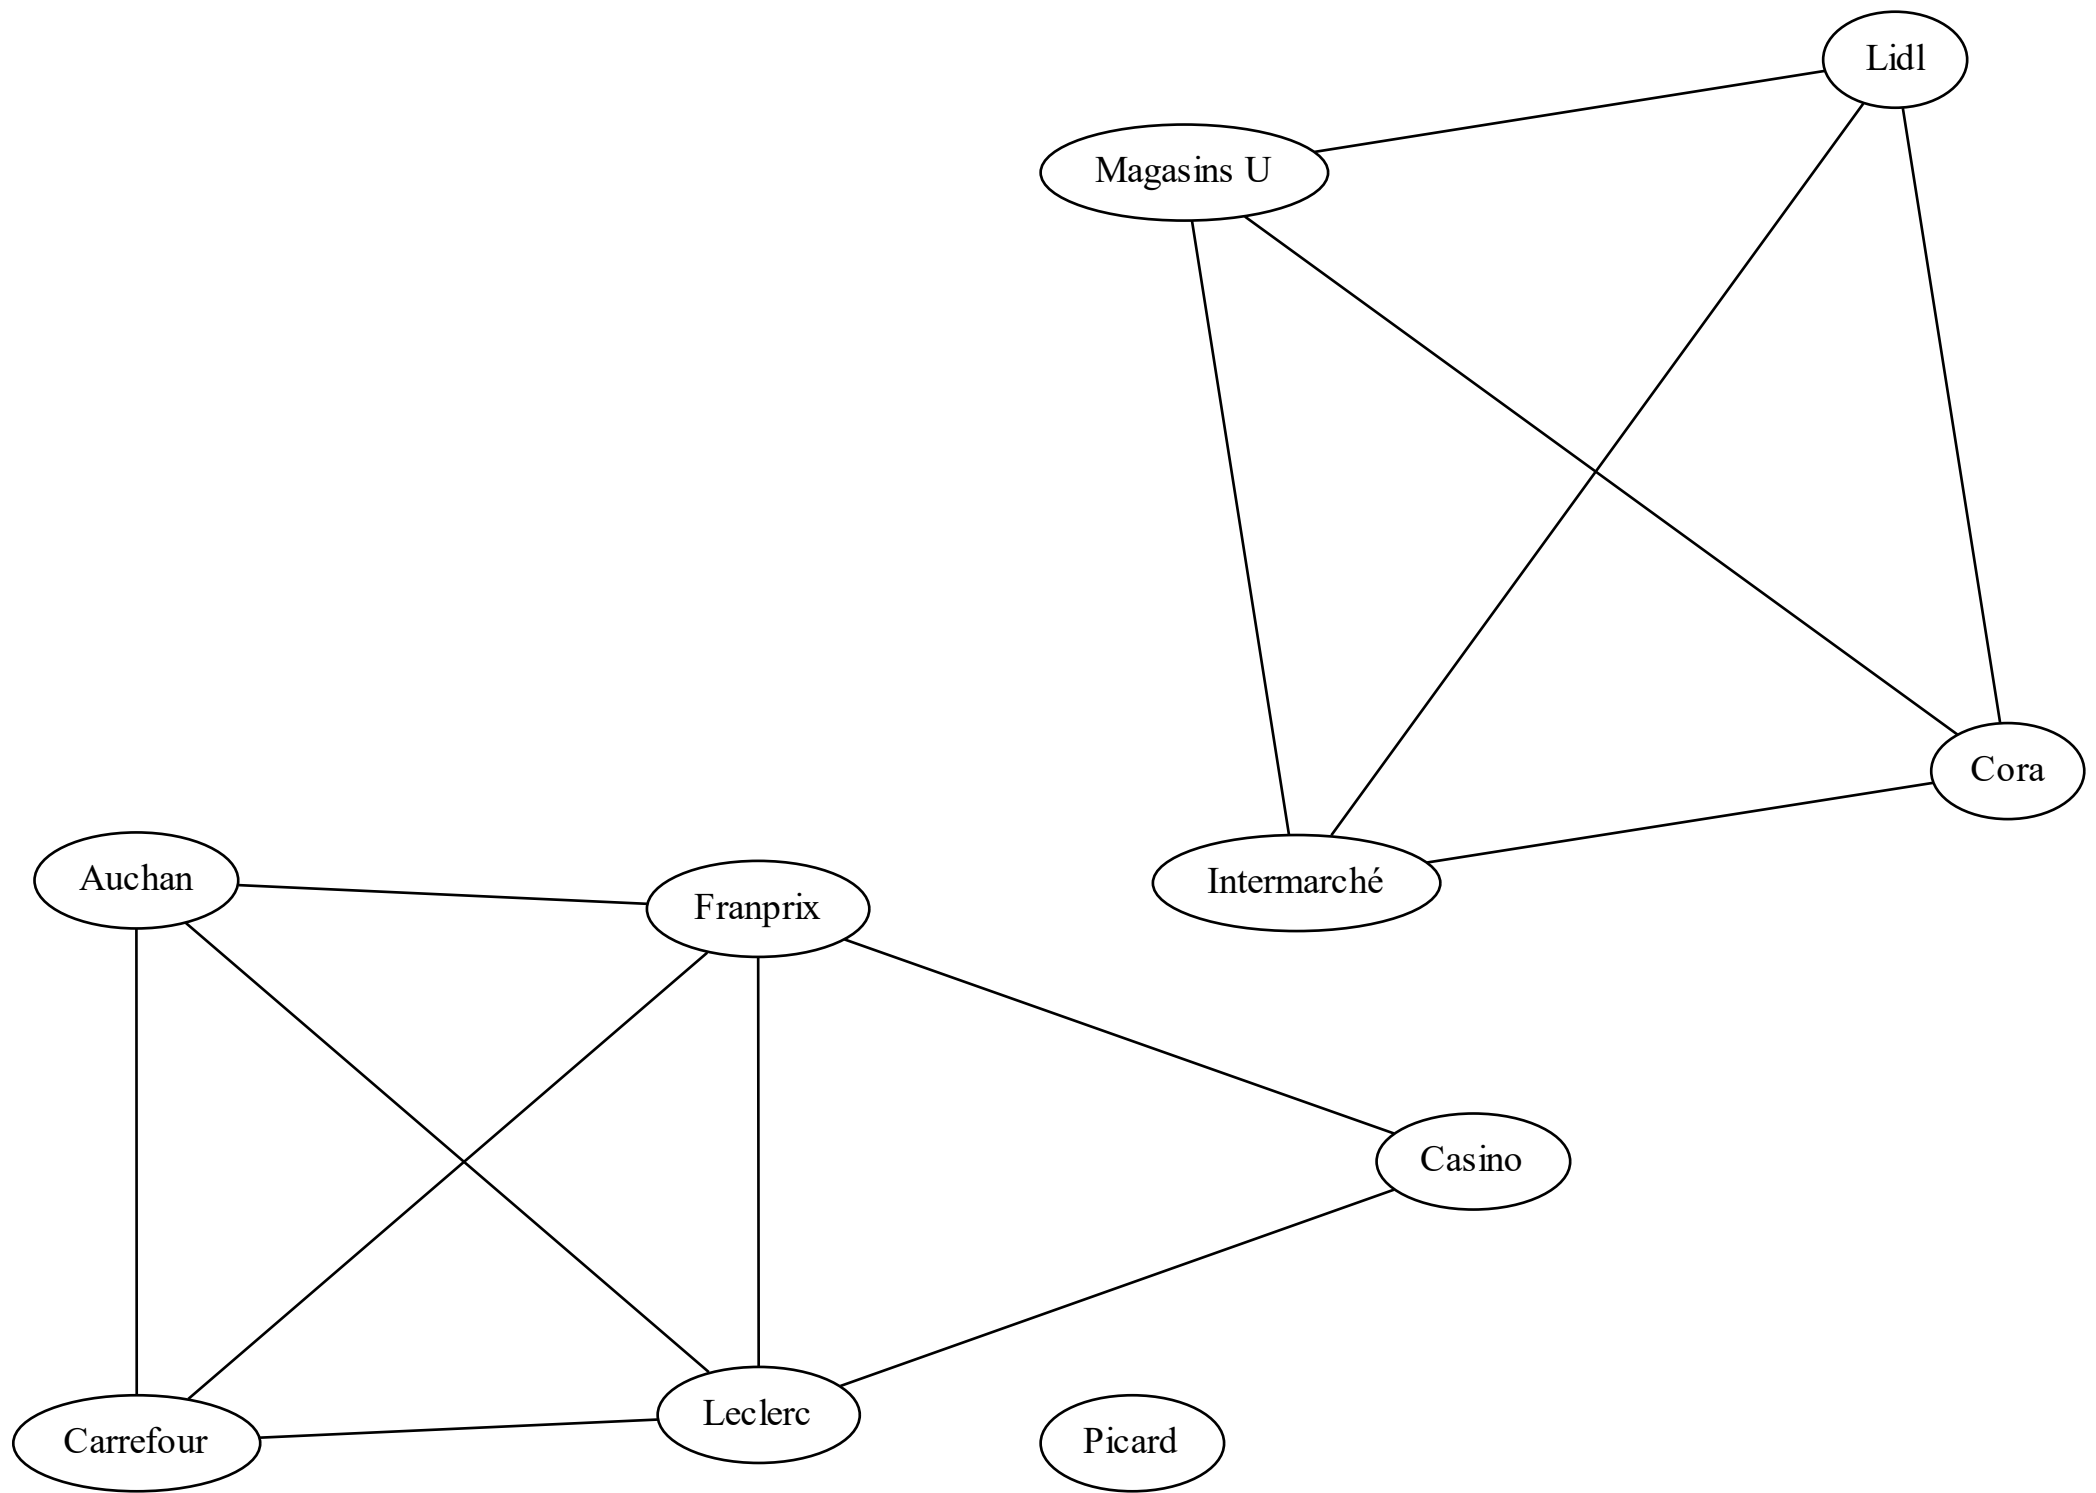 Lidl
Magasins U
Cora
Auchan
Intermarché
Franprix
Casino
Leclerc
Carrefour
Picard